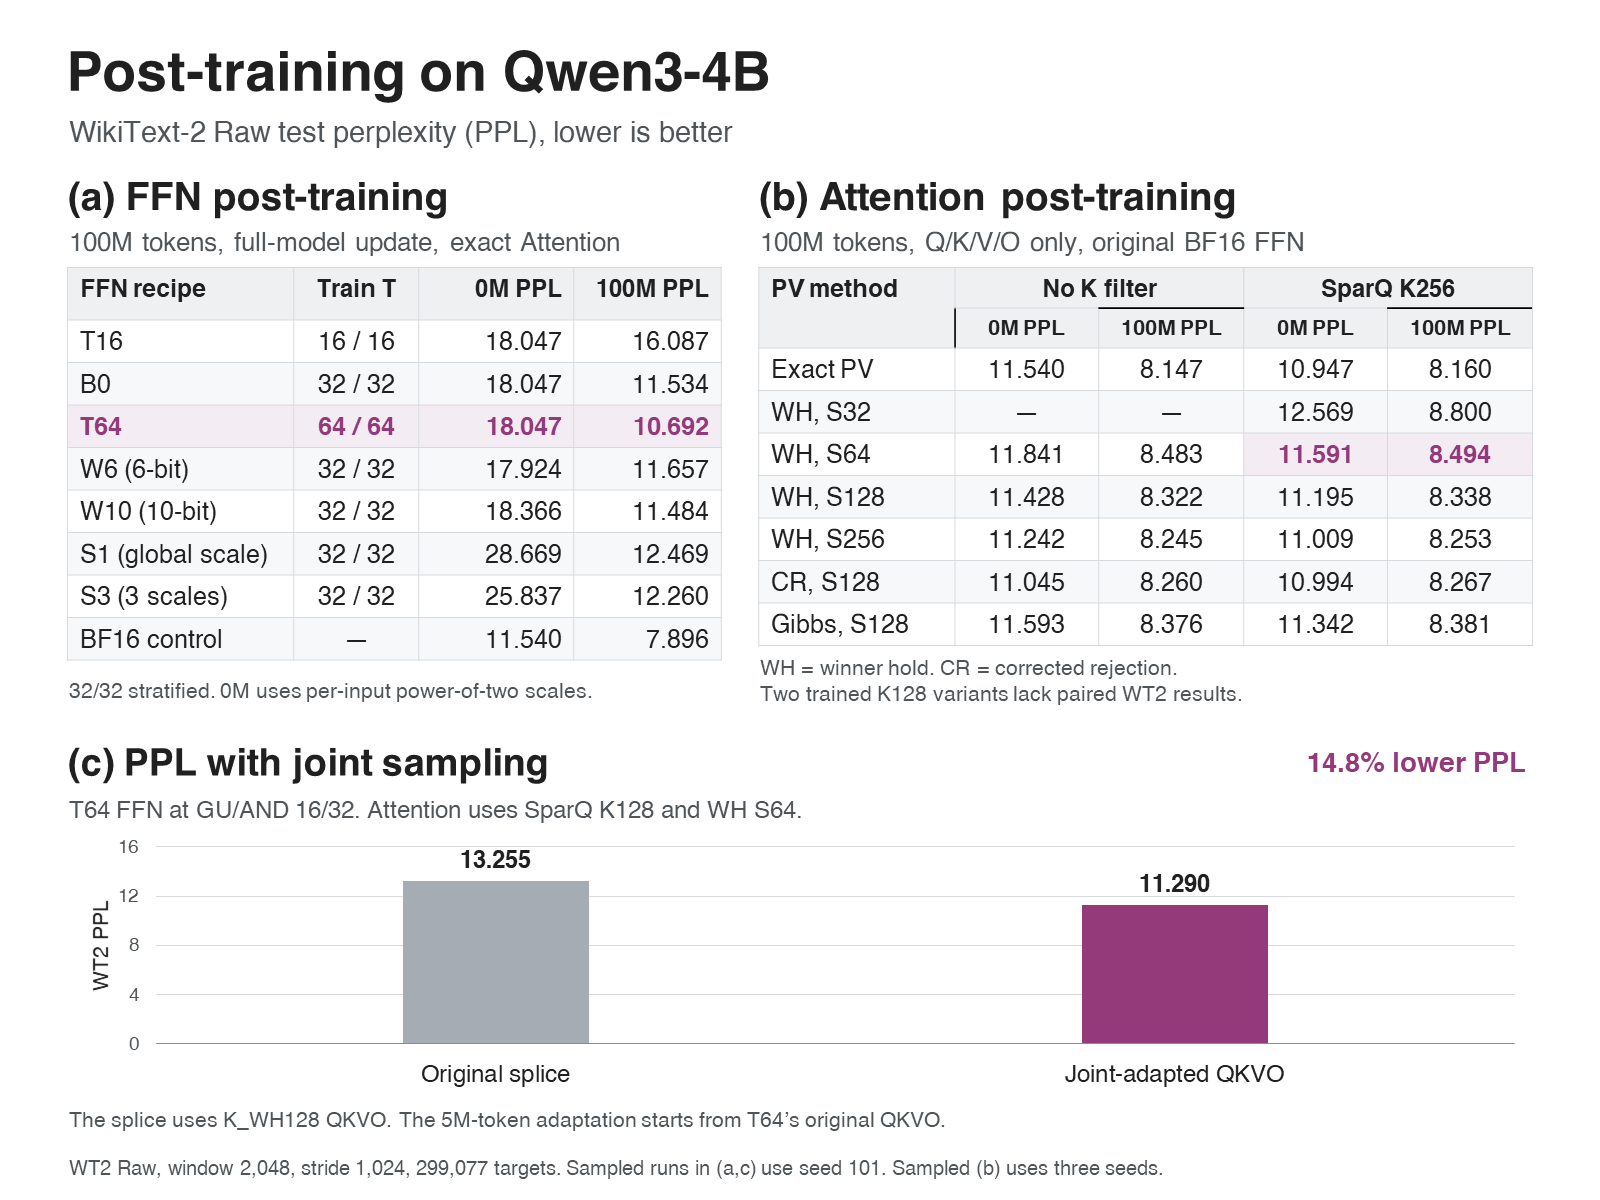 Post-training on Qwen3-4B
WikiText-2 Raw test perplexity (PPL), lower is better
(a) FFN post-training
100M tokens, full-model update, exact Attention
FFN recipe Train T 0M PPL 100M PPL
T16 16 / 16 18.047 16.087
B0 32 / 32 18.047 11.534
T64 64 / 64 18.047 10.692
W6 (6-bit) 32 / 32 17.924 11.657
W10 (10-bit) 32 / 32 18.366 11.484
S1 (global scale) 32 / 32 28.669 12.469
S3 (3 scales) 32 / 32 25.837 12.260
BF16 control — 11.540 7.896
32/32 stratified. 0M uses per-input power-of-two scales.
(b) Attention post-training
100M tokens, Q/K/V/O only, original BF16 FFN
PV method No K filter SparQ K256
0M PPL 100M PPL 0M PPL 100M PPL
Exact PV 11.540 8.147 10.947 8.160
WH, S32 — — 12.569 8.800
WH, S64 11.841 8.483 11.591 8.494
WH, S128 11.428 8.322 11.195 8.338
WH, S256 11.242 8.245 11.009 8.253
CR, S128 11.045 8.260 10.994 8.267
Gibbs, S128 11.593 8.376 11.342 8.381
WH = winner hold. CR = corrected rejection.
Two trained K128 variants lack paired WT2 results.
(c) PPL with joint sampling
14.8% lower PPL
T64 FFN at GU/AND 16/32. Attention uses SparQ K128 and WH S64.
WT2 PPL
16
12
8
4
0
13.255
11.290
Original splice
Joint-adapted QKVO
The splice uses K_WH128 QKVO. The 5M-token adaptation starts from T64’s original QKVO.
WT2 Raw, window 2,048, stride 1,024, 299,077 targets. Sampled runs in (a,c) use seed 101. Sampled (b) uses three seeds.